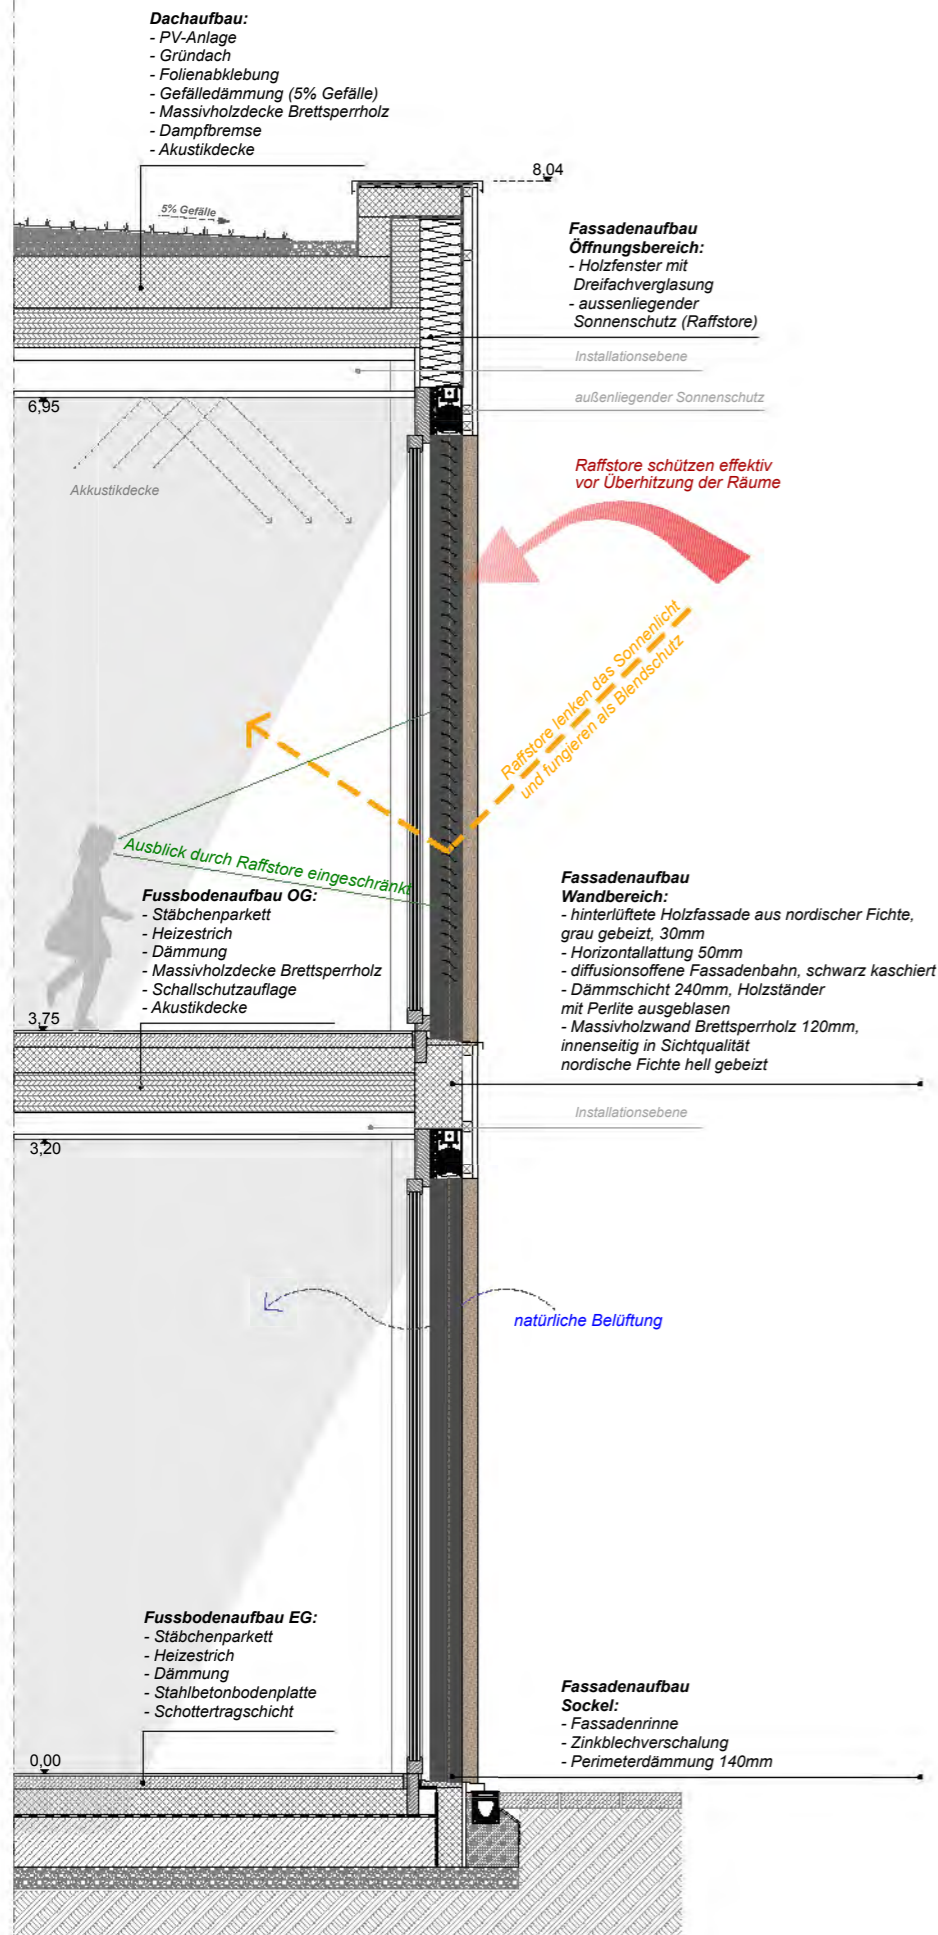 Dachaufbau:
- PV-Anlage
- Gründach
- Folienabklebung
- Gefälledämmung (5% Gefälle)
- Massivholzdecke Brettsperrholz
- Dampfbremse
- Akustikdecke
8,04
5% Gefälle
Fassadenaufbau
Öffnungsbereich:
- Holzfenster mit
Dreifachverglasung
- aussenliegender
Sonnenschutz (Raffstore)
Installationsebene
außenliegender Sonnenschutz
6,95
Akkustikdecke
Raffstore schützen effektiv
vor Überhitzung der Räume
Raffstore lenken das Sonnenlicht
und fungieren als Blendschutz
Ausblick durch Raffstore eingeschränkt
Fussbodenaufbau OG:
- Stäbchenparkett
- Heizestrich
- Dämmung
- Massivholzdecke Brettsperrholz
- Schallschutzauflage
- Akustikdecke
3,75
Fassadenaufbau
Wandbereich:
- hinterlüftete Holzfassade aus nordischer Fichte,
grau gebeizt, 30mm
- Horizontallattung 50mm
- diffusionsoffene Fassadenbahn, schwarz kaschiert
- Dämmschicht 240mm, Holzständer
mit Perlite ausgeblasen
- Massivholzwand Brettsperrholz 120mm,
innenseitig in Sichtqualität
nordische Fichte hell gebeizt
Installationsebene
3,20
natürliche Belüftung
Fussbodenaufbau EG:
- Stäbchenparkett
- Heizestrich
- Dämmung
- Stahlbetonbodenplatte
- Schottertragschicht
0,00
Fassadenaufbau
Sockel:
- Fassadenrinne
- Zinkblechverschalung
- Perimeterdämmung 140mm